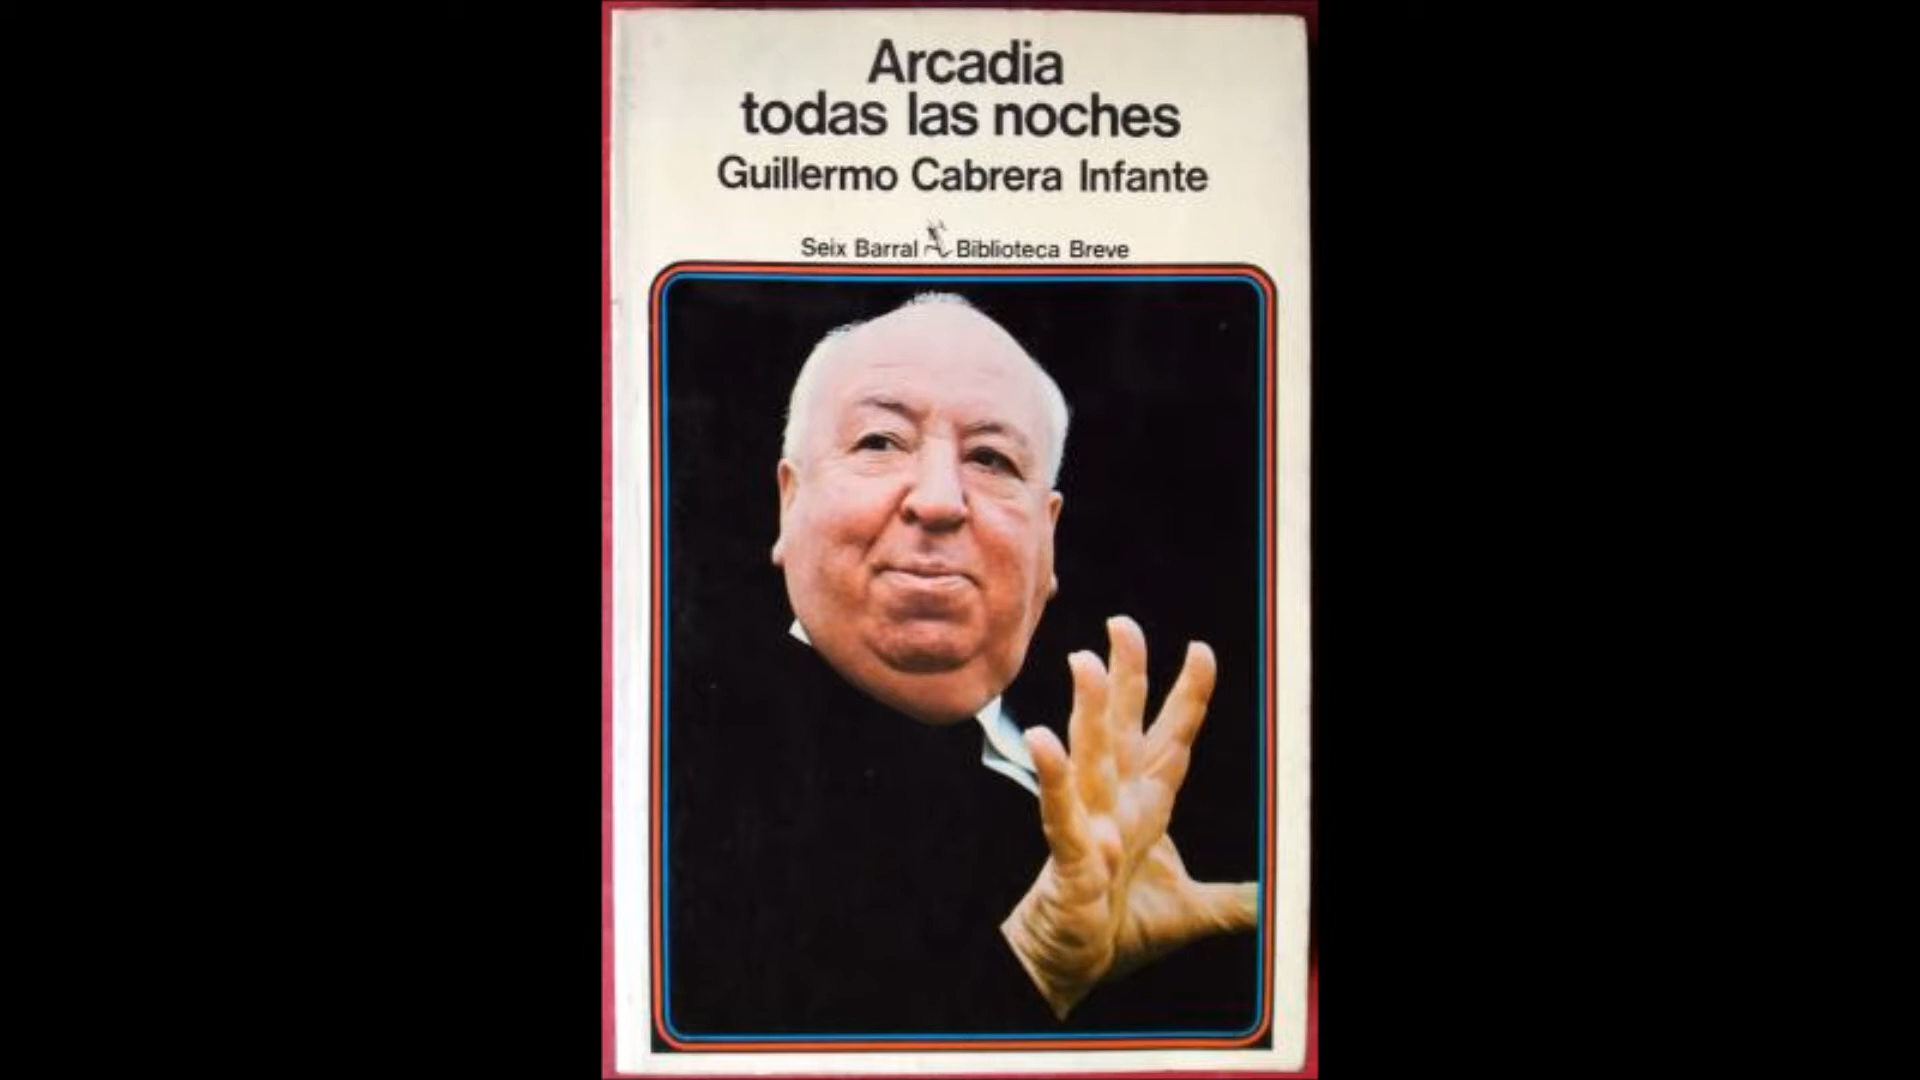 Arcadia
todas las noches
Guillermo Cabrera Infante
Seix Barral Biblioteca Breve